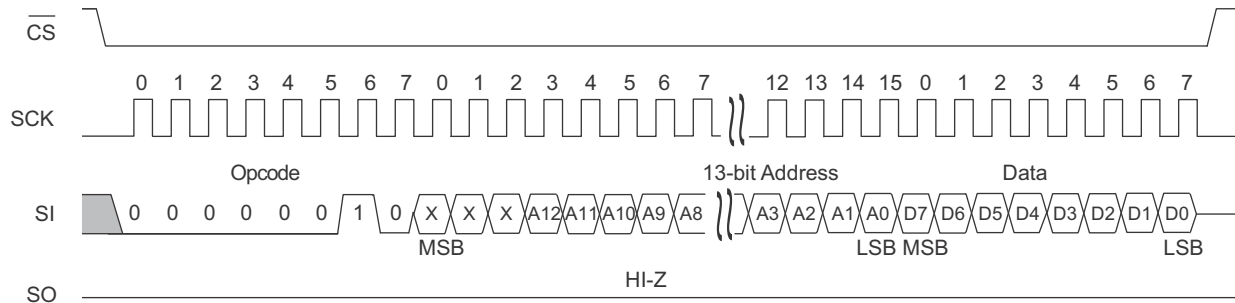 CS
0 1 2 3 4 5 6 7 0 1 2 3 4 5 6 7 12 13 14 15 0 1 2 3 4 5 6 7
SCK
Opcode 13-bit Address Data
SI 0 0 0 0 0 0 1 0 X X X A12 A11 A10 A9 A8 A3 A2 A1 A0 D7 D6 D5 D4 D3 D2 D1 D0
MSB LSB MSB LSB
HI-Z
SO